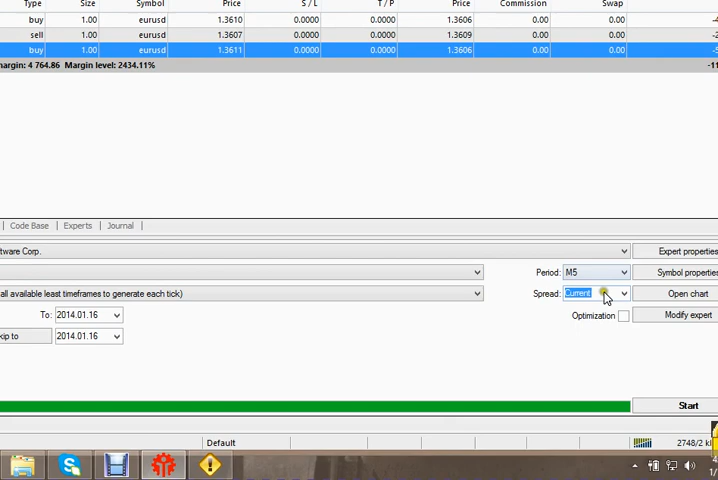 Type Size Symbol Price S / L T / P Price Commission Swap
buy 1.00 eurusd 1.3610 0.0000 0.0000 1.3606 0.00 0.00
sell 1.00 eurusd 1.3607 0.0000 0.0000 1.3609 0.00 0.00
buy 1.00 eurusd 1.3611 0.0000 0.0000 1.3606 0.00 0.00
margin: 4 764.86 Margin level: 2434.11% -11
Code Base Experts Journal
tware Corp. Expert properties
Period: M5 Symbol properties
all available least timeframes to generate each tick) Spread: Current Open chart
To: 2014.01.16 Optimization Modify expert
kip to 2014.01.16
Start
Default 2748/2 k